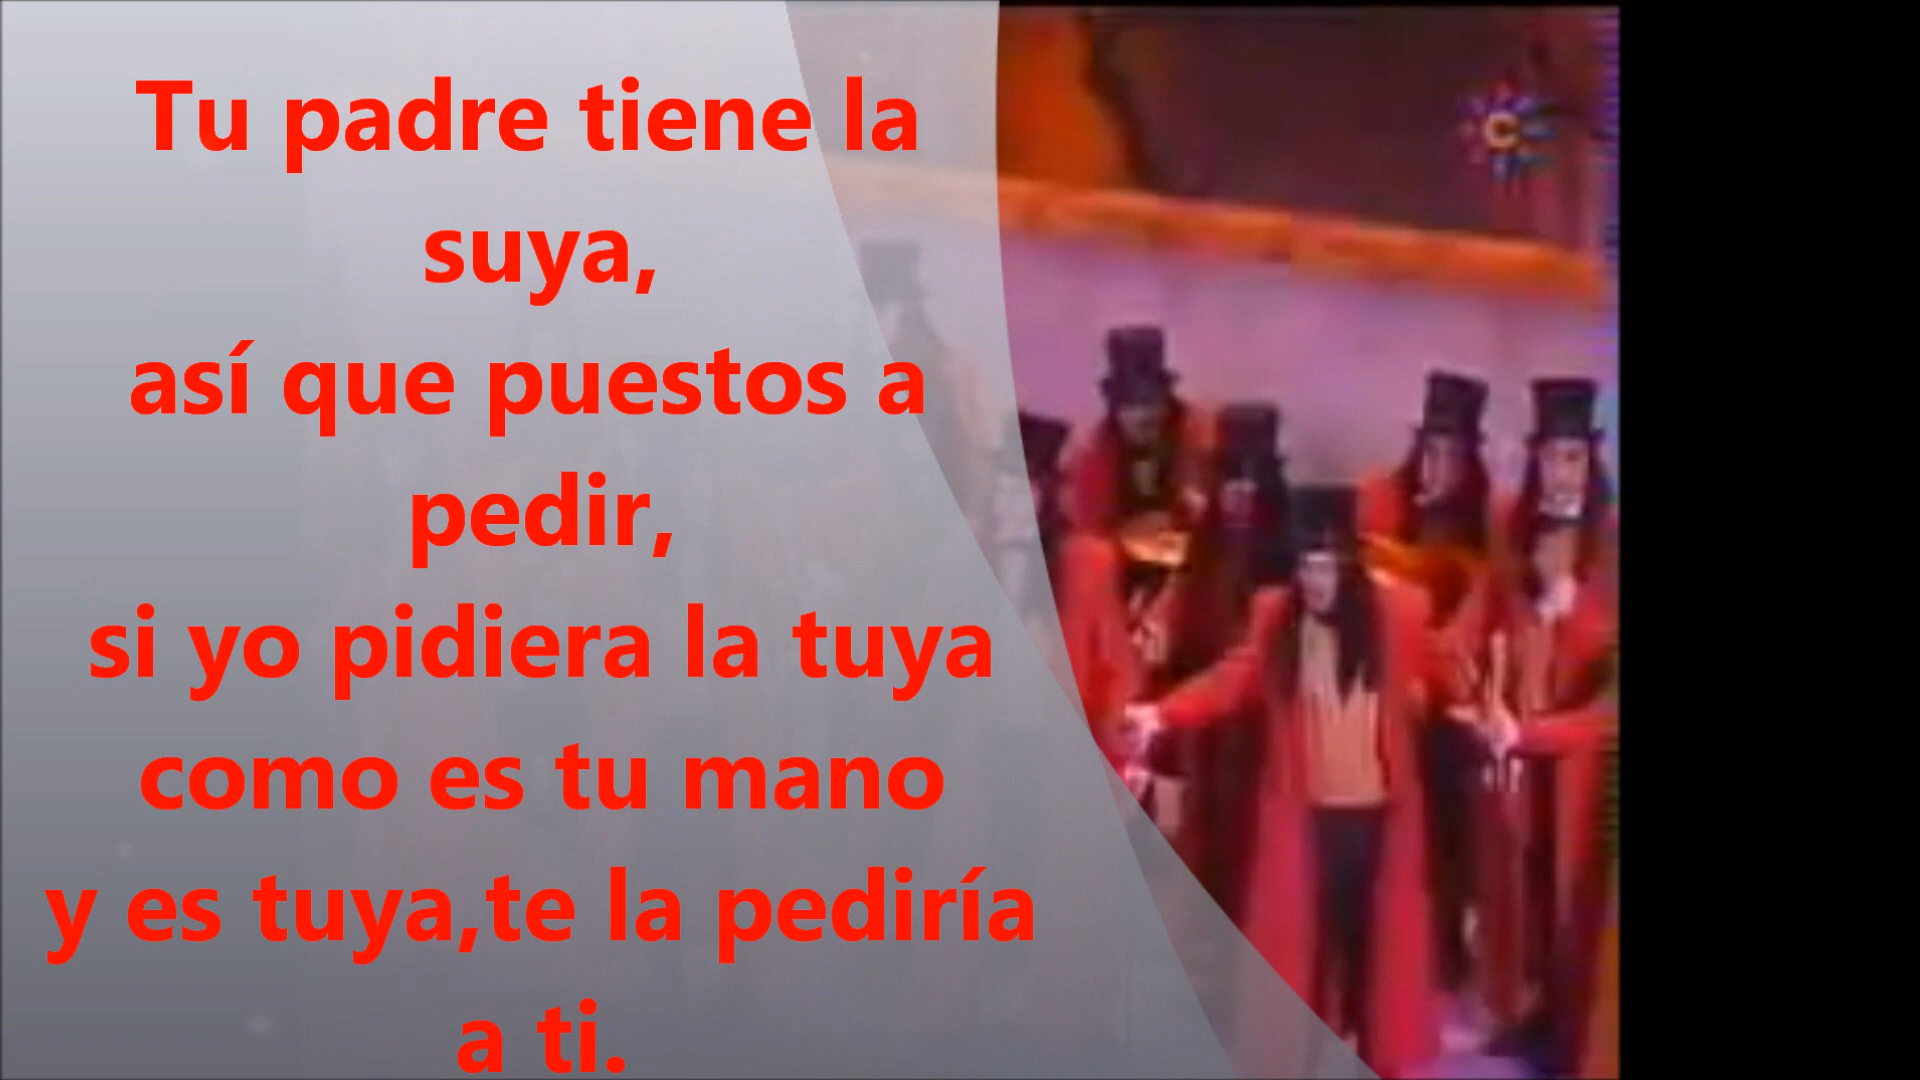 Tu padre tiene la
suya,
así que puestos a
pedir,
si yo pidiera la tuya
como es tu mano
y es tuya,te la pediría
a ti.
C